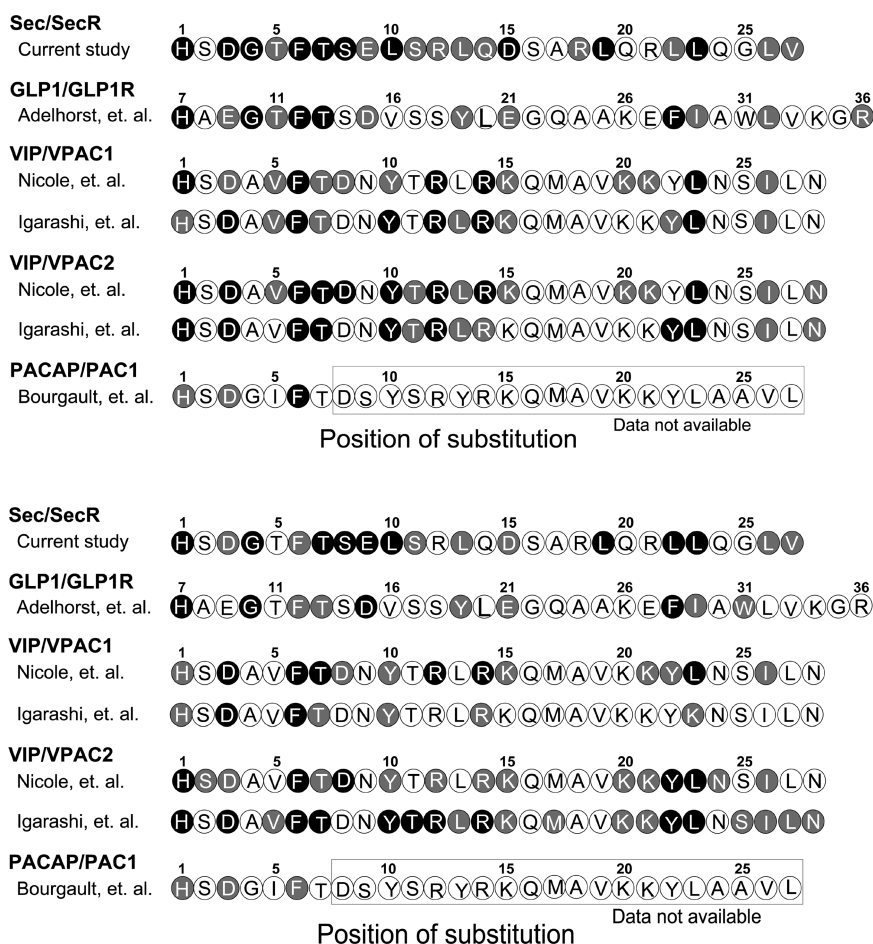 Sec/SecR
1 5 10 15 20 25
Current study HSDGTFTSELSRLQDSARLQRLLQGLV
GLP1/GLP1R
7 11 16 21 26 31 36
Adelhorst, et. al. HAEGTFTSDVSSYLEGQAAKEFIAWLVKGR
VIP/VPAC1
1 5 10 15 20 25
Nicole, et. al. HSDAVFTDNYTRLRKQMAVKKYLNSILN
Igarashi, et. al. HSDAVFTDNYTRLRKQMAVKKYLNSILN
VIP/VPAC2
1 5 10 15 20 25
Nicole, et. al. HSDAVFTDNYTRLRKQMAVKKYLNSILN
Igarashi, et. al. HSDAVFTDNYTRLRKQMAVKKYLNSILN
PACAP/PAC1
1 5 10 15 20 25
Bourgault, et. al. HSDGIFTDSYSRYRKQMAVKKYLAAVL
Data not available
Position of substitution
Sec/SecR
1 5 10 15 20 25
Current study HSDGTFTSELSRLQDSARLQRLLQGLV
GLP1/GLP1R
7 11 16 21 26 31 36
Adelhorst, et. al. HAEGTFTSDVSSYLEGQAAKEFIAWLVKGR
VIP/VPAC1
1 5 10 15 20 25
Nicole, et. al. HSDAVFTDNYTRLRKQMAVKKYLNSILN
Igarashi, et. al. HSDAVFTDNYTRLRKQMAVKKYKNSILN
VIP/VPAC2
1 5 10 15 20 25
Nicole, et. al. HSDAVFTDNYTRLRKQMAVKKYLNSILN
Igarashi, et. al. HSDAVFTDNYTRLRKQMAVKKYLNSILN
PACAP/PAC1
1 5 10 15 20 25
Bourgault, et. al. HSDGIFTDSYSRYRKQMAVKKYLAAVL
Data not available
Position of substitution